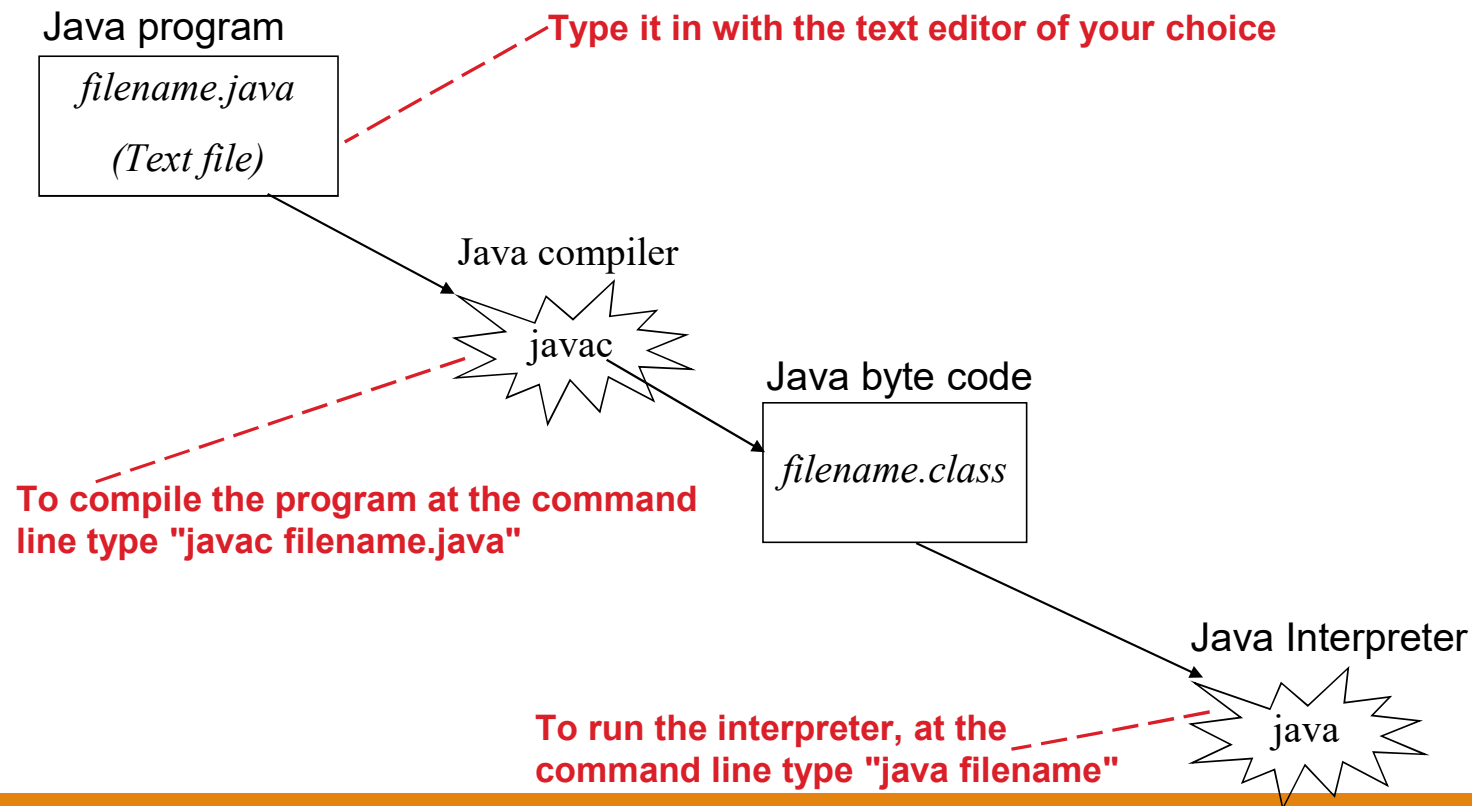 Java program
Type it in with the text editor of your choice
filename.java
(Text file)
Java compiler
javac
Java byte code
filename.class
To compile the program at the command
line type "javac filename.java"
Java Interpreter
java
To run the interpreter, at the
command line type "java filename"